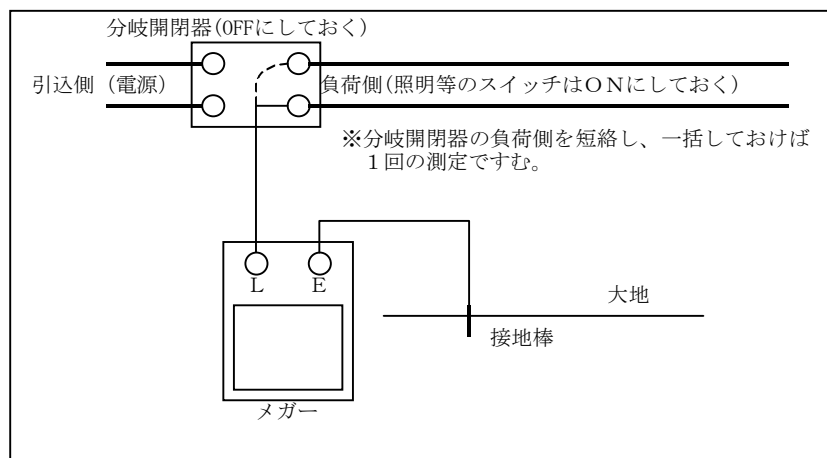 分岐開閉器(OFFにしておく)
引込側（電源）
負荷側(照明等のスイッチはＯＮにしておく)
※分岐開閉器の負荷側を短絡し、一括しておけば
１回の測定ですむ。
L
E
大地
接地棒
メガー